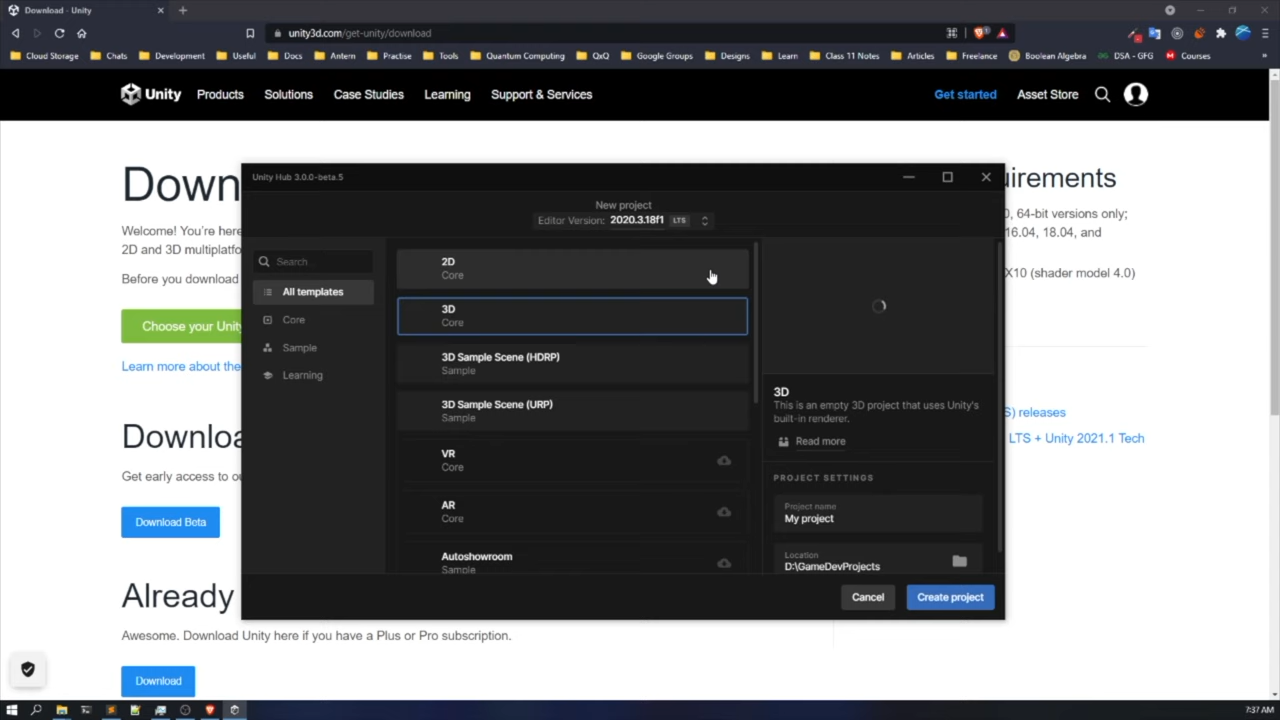 Download - Unity
unity3d.com/get-unity/download
Cloud Storage Chats Development Useful Docs Antern Practise Tools Quantum Computing QxQ Google Groups Designs Learn Class 11 Notes Articles Freelance Boolean Algebra DSA - GFG Courses
Unity Products Solutions Case Studies Learning Support & Services Get started Asset Store
Down
Welcome! You're here
2D and 3D multiplatfo
Before you download
Choose your Unit
Learn more about the
Downloa
Get early access to ou
Download Beta
Already
Awesome. Download Unity here if you have a Plus or Pro subscription.
Download
uirements
0, 64-bit versions only;
16.04, 18.04, and
X10 (shader model 4.0)
S) releases
LTS + Unity 2021.1 Tech
Unity Hub 3.0.0-beta.5
New project
Editor Version: 2020.3.18f1 LTS
Search...
All templates
Core
Sample
Learning
2D
Core
3D
Core
3D Sample Scene (HDRP)
Sample
3D Sample Scene (URP)
Sample
VR
Core
AR
Core
Autoshowroom
Sample
3D
This is an empty 3D project that uses Unity's
built-in renderer.
Read more
PROJECT SETTINGS
Project name
My project
Location
D:\GameDevProjects
Cancel
Create project
7:37 AM